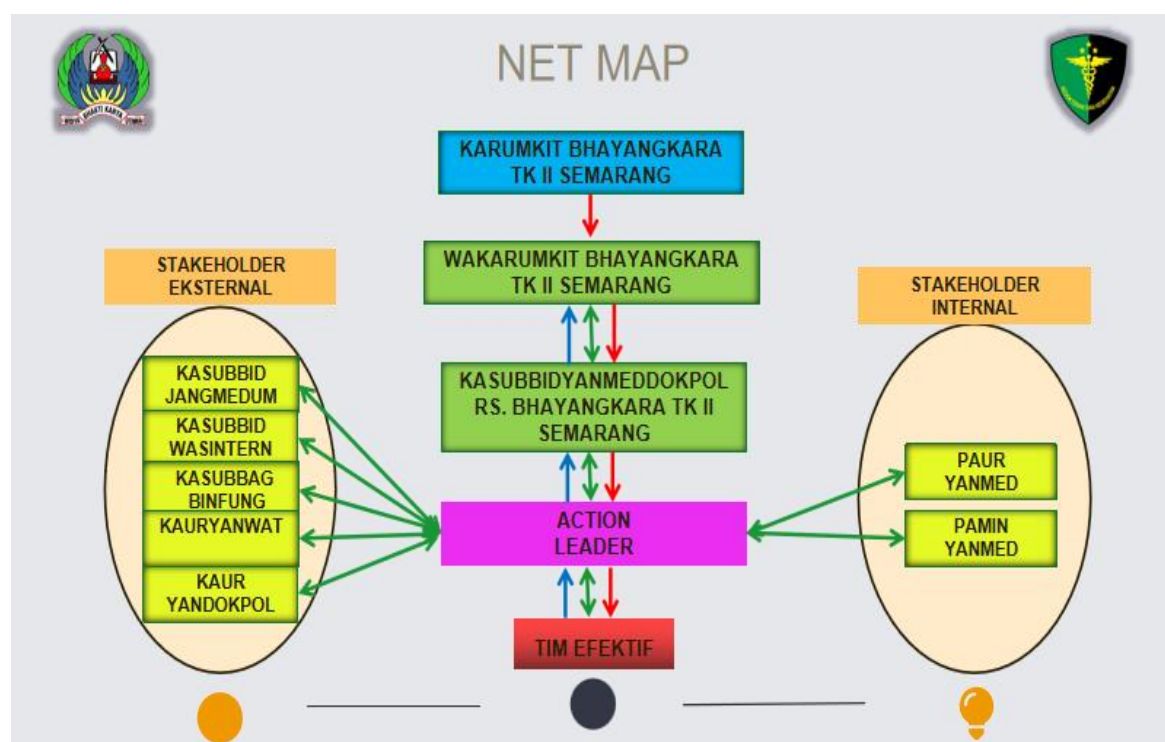 NET MAP
KARUMKIT BHAYANGKARA
TK II SEMARANG
WAKARUMKIT BHAYANGKARA
TK II SEMARANG
KASUBBIDYANMEDDOKPOL
RS. BHAYANGKARA TK II
SEMARANG
ACTION
LEADER
TIM EFEKTIF
STAKEHOLDER
EKSTERNAL
KASUBBID
JANGMEDUM
KASUBBID
WASINTERN
KASUBBAG
BINFUNG
KAURYANWAT
KAUR
YANDOKPOL
STAKEHOLDER
INTERNAL
PAUR
YANMED
PAMIN
YANMED
BHAKTI KARYA